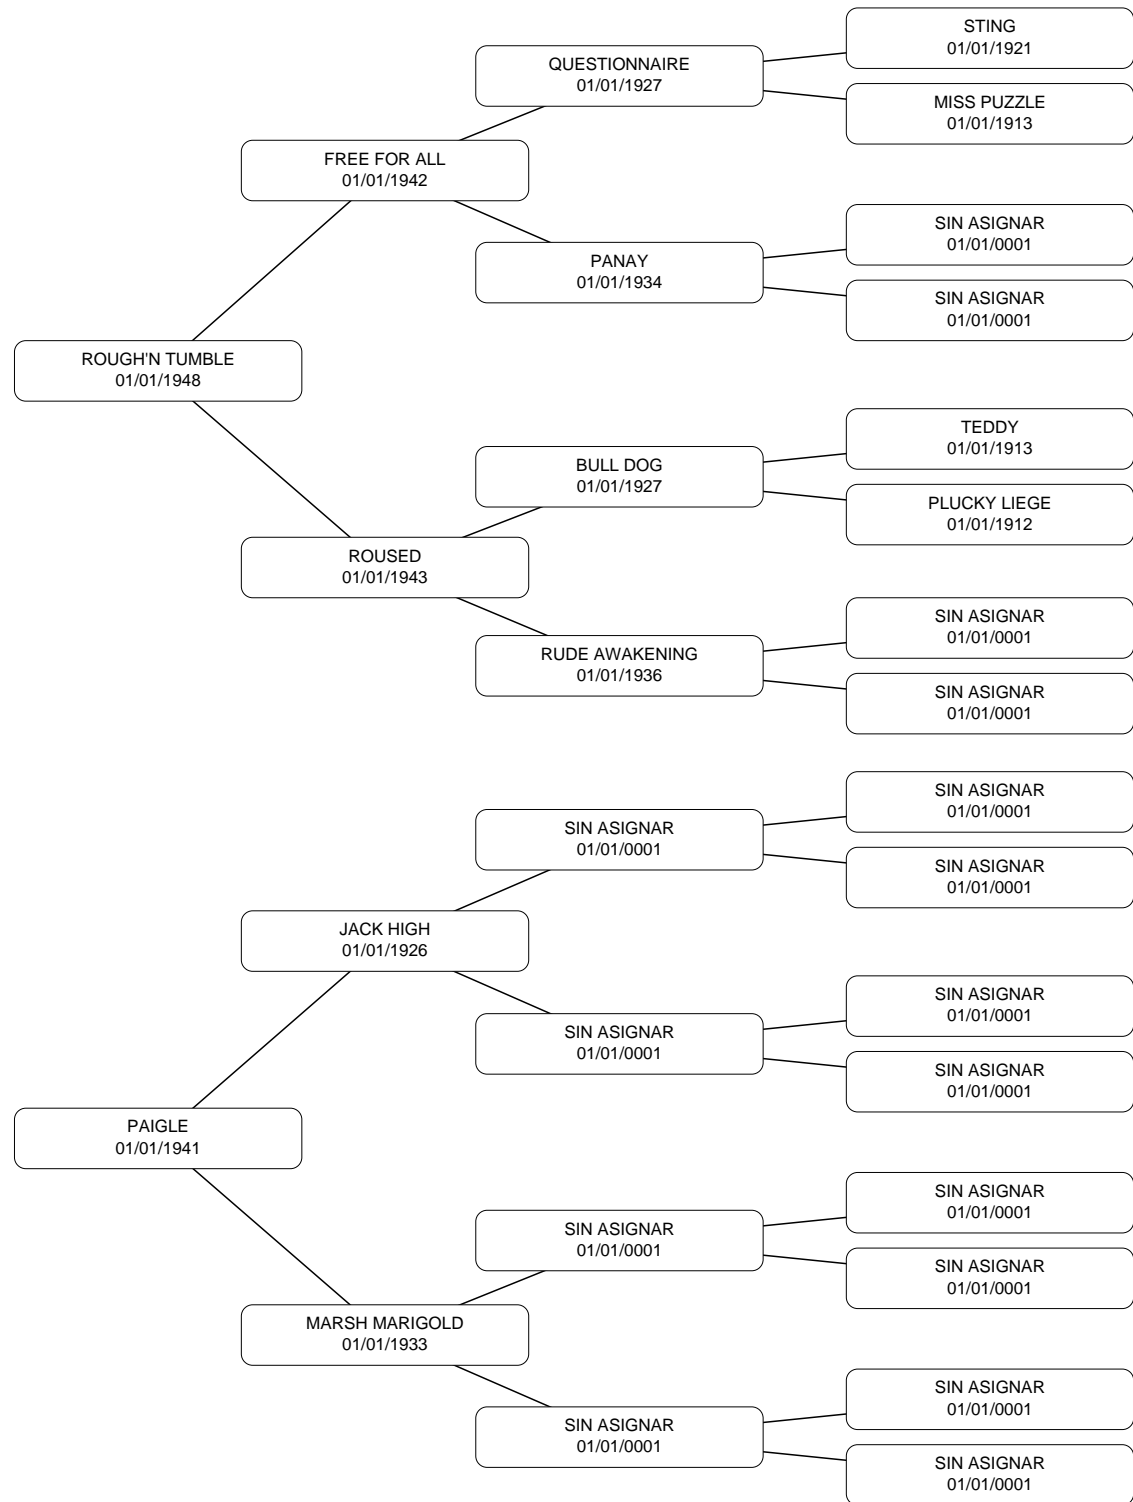 STING
01/01/1921
QUESTIONNAIRE
01/01/1927
MISS PUZZLE
01/01/1913
FREE FOR ALL
01/01/1942
SIN ASIGNAR
01/01/0001
PANAY
01/01/1934
SIN ASIGNAR
01/01/0001
ROUGH'N TUMBLE
01/01/1948
TEDDY
01/01/1913
BULL DOG
01/01/1927
PLUCKY LIEGE
01/01/1912
ROUSED
01/01/1943
SIN ASIGNAR
01/01/0001
RUDE AWAKENING
01/01/1936
SIN ASIGNAR
01/01/0001
SIN ASIGNAR
01/01/0001
SIN ASIGNAR
01/01/0001
SIN ASIGNAR
01/01/0001
JACK HIGH
01/01/1926
SIN ASIGNAR
01/01/0001
SIN ASIGNAR
01/01/0001
SIN ASIGNAR
01/01/0001
PAIGLE
01/01/1941
SIN ASIGNAR
01/01/0001
SIN ASIGNAR
01/01/0001
SIN ASIGNAR
01/01/0001
MARSH MARIGOLD
01/01/1933
SIN ASIGNAR
01/01/0001
SIN ASIGNAR
01/01/0001
SIN ASIGNAR
01/01/0001